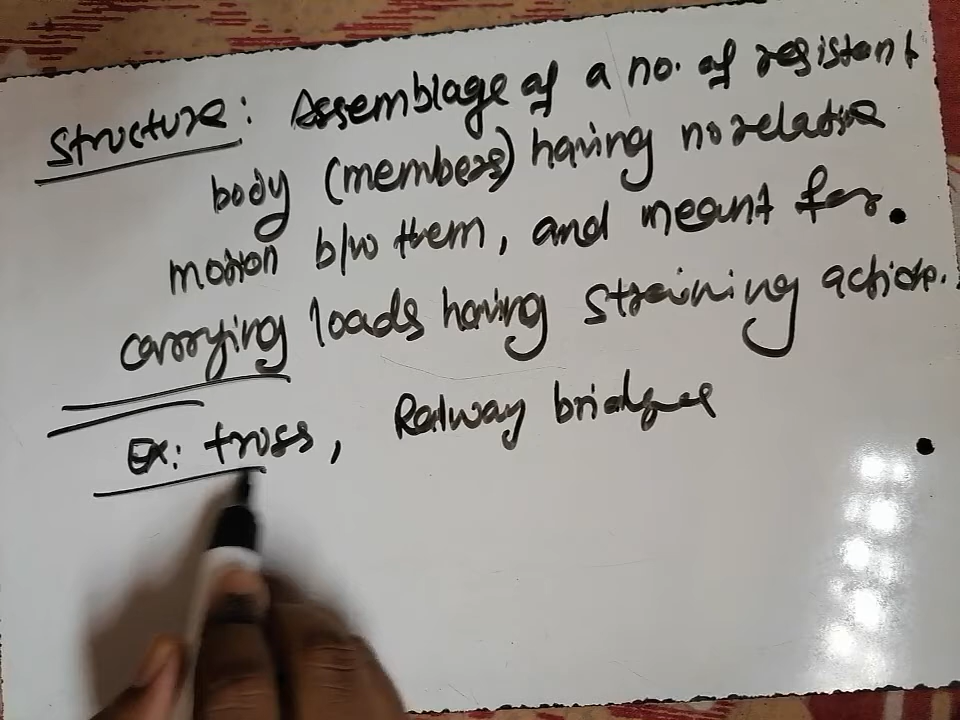 Structure: Assemblage of a no. of resistant
body (members) having no relative
motion b/w them, and meant for
carrying loads having straining action.
Ex: truss, Railway bridges